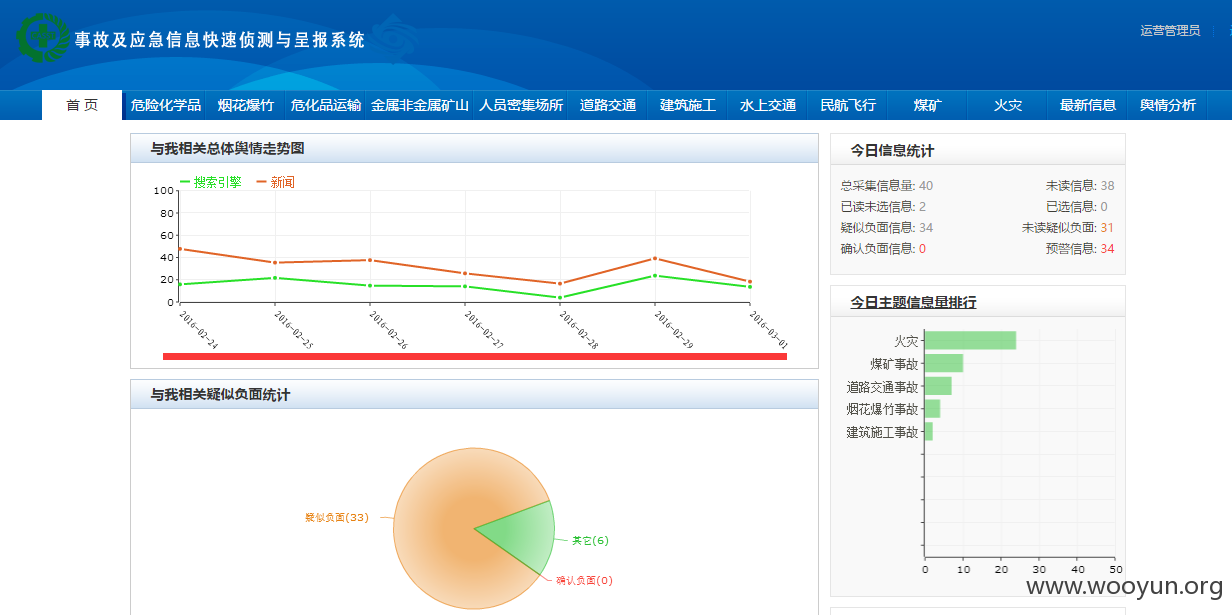 事故及应急信息快速侦测与呈报系统
运营管理员
首 页 危险化学品 烟花爆竹 危化品运输 金属非金属矿山 人员密集场所 道路交通 建筑施工 水上交通 民航飞行 煤矿 火灾 最新信息 舆情分析
与我相关总体舆情走势图
搜索引擎 新闻
100
80
60
40
20
0
2016-02-24 2016-02-25 2016-02-26 2016-02-27 2016-02-28 2016-02-29 2016-03-01
与我相关疑似负面统计
疑似负面(33)
其它(6)
确认负面(0)
今日信息统计
总采集信息量: 40 未读信息: 38
已读未选信息: 2 已选信息: 0
疑似负面信息: 34 未读疑似负面: 31
确认负面信息: 0 预警信息: 34
今日主题信息量排行
火灾
煤矿事故
道路交通事故
烟花爆竹事故
建筑施工事故
0 10 20 30 40 50
www.wooyun.org